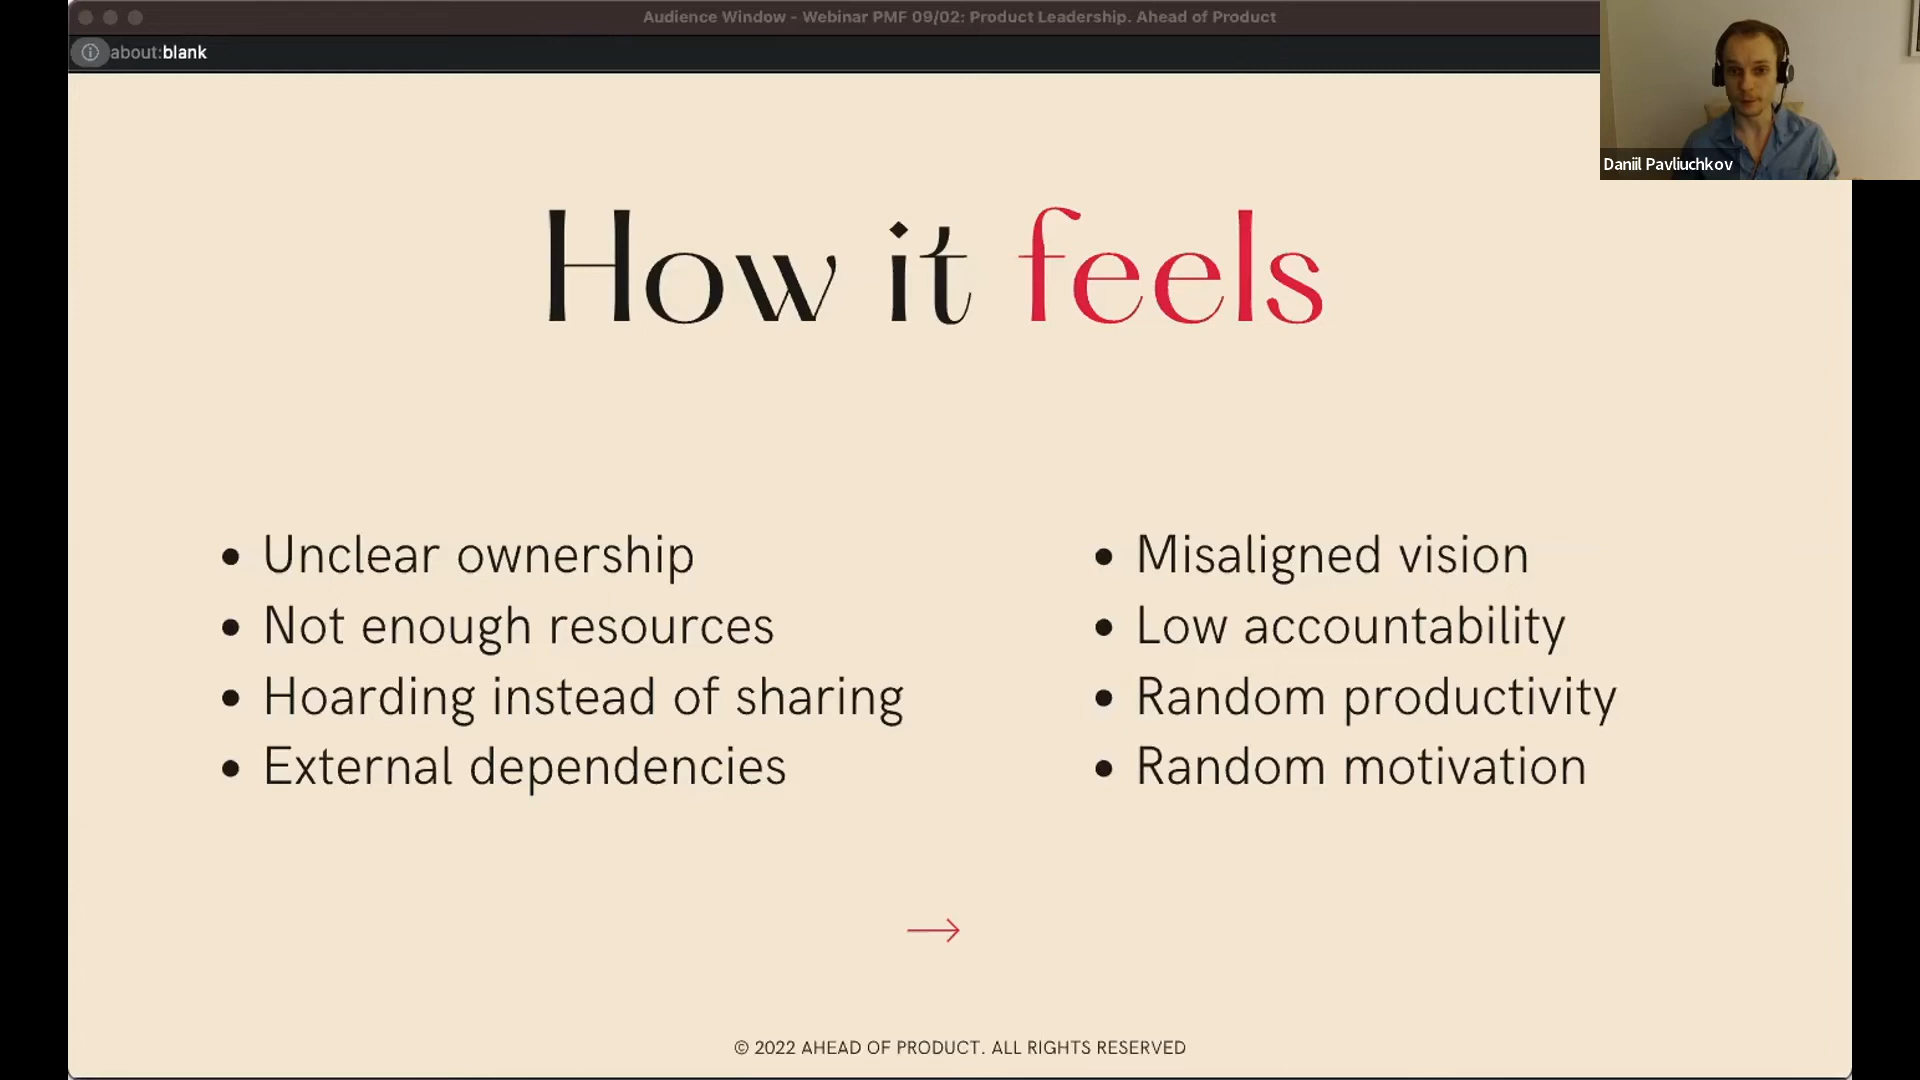 Audience Window - Webinar PMF 09/02: Product Leadership. Ahead of Product
about:blank
Daniil Pavliuchkov
How it feels
• Unclear ownership
• Not enough resources
• Hoarding instead of sharing
• External dependencies
• Misaligned vision
• Low accountability
• Random productivity
• Random motivation
© 2022 AHEAD OF PRODUCT. ALL RIGHTS RESERVED